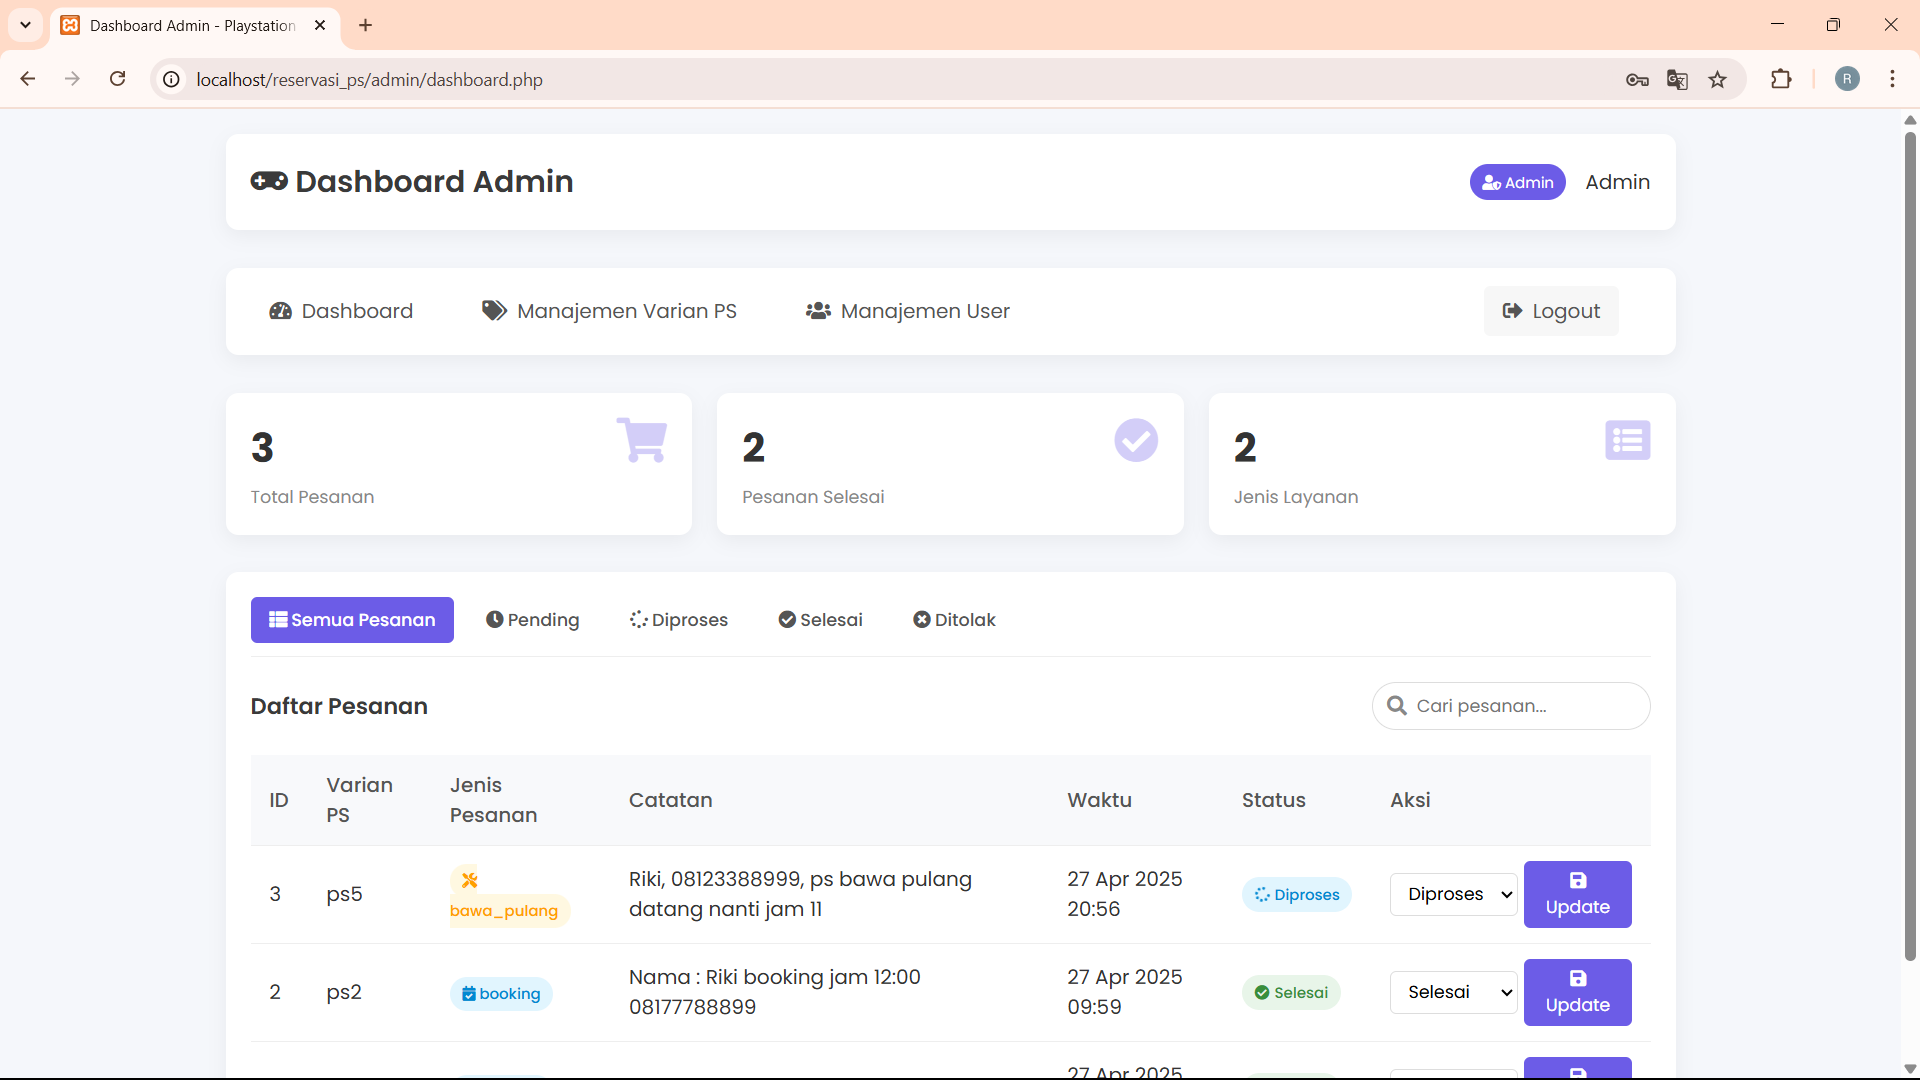 Dashboard Admin - Playstation
localhost/reservasi_ps/admin/dashboard.php
R
Dashboard Admin
Admin
Admin
Dashboard
Manajemen Varian PS
Manajemen User
Logout
3
Total Pesanan
2
Pesanan Selesai
2
Jenis Layanan
Semua Pesanan
Pending
Diproses
Selesai
Ditolak
Daftar Pesanan
Cari pesanan...
ID
Varian
PS
Jenis
Pesanan
Catatan
Waktu
Status
Aksi
3
ps5
bawa_pulang
Riki, 08123388999, ps bawa pulang
datang nanti jam 11
27 Apr 2025
20:56
Diproses
Diproses
Update
2
ps2
booking
Nama : Riki booking jam 12:00
08177788899
27 Apr 2025
09:59
Selesai
Selesai
Update
27 Apr 2025